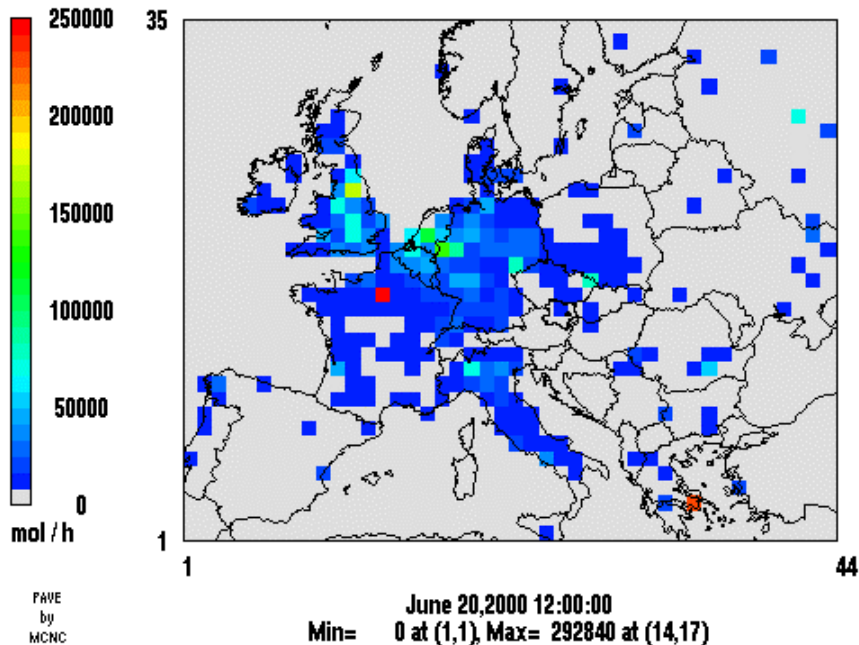 250000
200000
150000
100000
50000
0
mol / h
35
1
1
44
PAVE
by
MCNC
June 20,2000 12:00:00
Min= 0 at (1,1), Max= 292840 at (14,17)